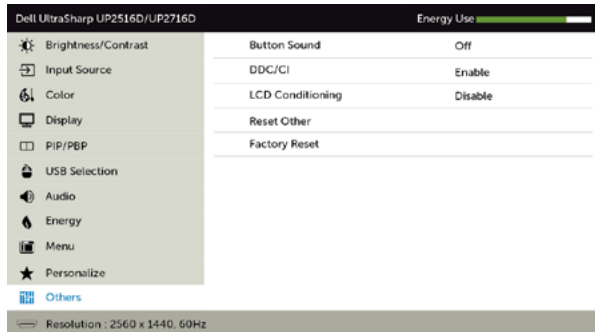 Dell UltraSharp UP2516D/UP2716D Energy Use
Brightness/Contrast Button Sound Off
Input Source DDC/CI Enable
Color LCD Conditioning Disable
Display Reset Other
PIP/PBP Factory Reset
USB Selection
Audio
Energy
Menu
Personalize
Others
Resolution : 2560 x 1440, 60Hz